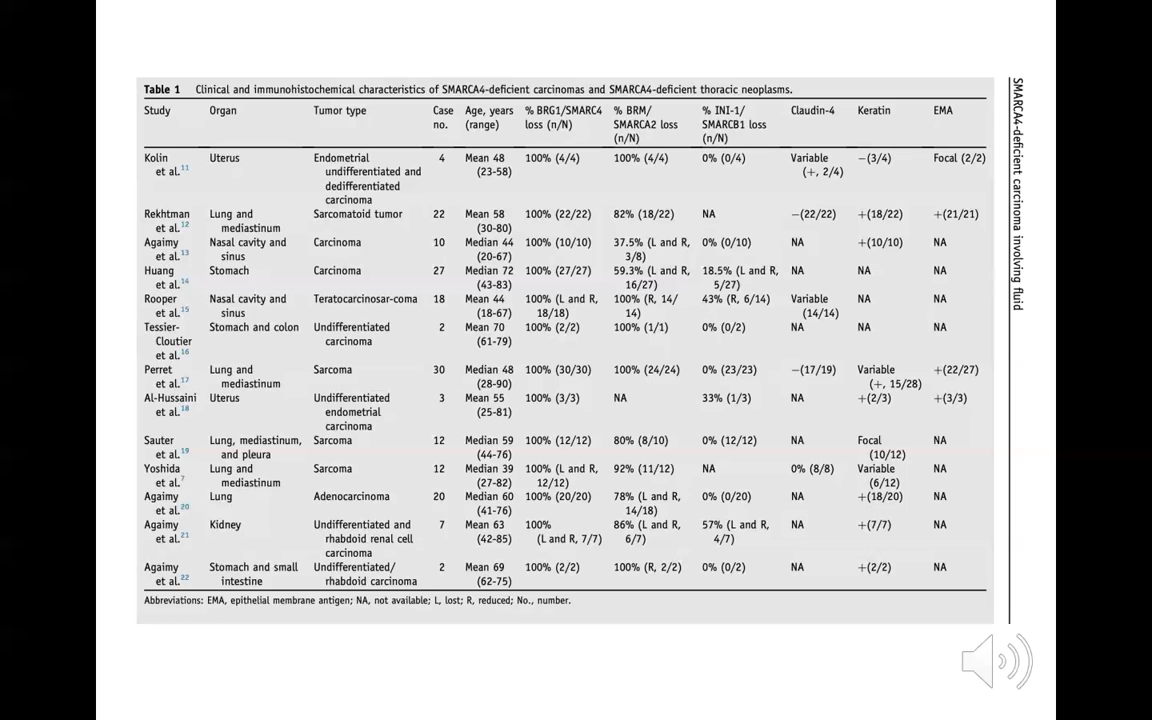 Table 1 Clinical and immunohistochemical characteristics of SMARCA4-deficient carcinomas and SMARCA4-deficient thoracic neoplasms.
Study Organ Tumor type Case no. Age, years (range) % BRG1/SMARC4 loss (n/N) % BRM/ SMARCA2 loss (n/N) % INI-1/ SMARCB1 loss (n/N) Claudin-4 Keratin EMA
Kolin et al.11 Uterus Endometrial undifferentiated and dedifferentiated carcinoma 4 Mean 48 (23-58) 100% (4/4) 100% (4/4) 0% (0/4) Variable (+, 2/4) −(3/4) Focal (2/2)
Rekhtman et al.12 Lung and mediastinum Sarcomatoid tumor 22 Mean 58 (30-80) 100% (22/22) 82% (18/22) NA −(22/22) +(18/22) +(21/21)
Agaimy et al.13 Nasal cavity and sinus Carcinoma 10 Median 44 (20-67) 100% (10/10) 37.5% (L and R, 3/8) 0% (0/10) NA +(10/10) NA
Huang et al.14 Stomach Carcinoma 27 Median 72 (43-83) 100% (27/27) 59.3% (L and R, 16/27) 18.5% (L and R, 5/27) NA NA NA
Rooper et al.15 Nasal cavity and sinus Teratocarcinosar-coma 18 Mean 44 (18-67) 100% (L and R, 18/18) 100% (R, 14/ 14) 43% (R, 6/14) Variable (14/14) NA NA
Tessier- Cloutier et al.16 Stomach and colon Undifferentiated carcinoma 2 Mean 70 (61-79) 100% (2/2) 100% (1/1) 0% (0/2) NA NA NA
Perret et al.17 Lung and mediastinum Sarcoma 30 Median 48 (28-90) 100% (30/30) 100% (24/24) 0% (23/23) −(17/19) Variable (+, 15/28) +(22/27)
Al-Hussaini et al.18 Uterus Undifferentiated endometrial carcinoma 3 Mean 55 (25-81) 100% (3/3) NA 33% (1/3) NA +(2/3) +(3/3)
Sauter et al.19 Lung, mediastinum, and pleura Sarcoma 12 Median 59 (44-76) 100% (12/12) 80% (8/10) 0% (12/12) NA Focal (10/12) NA
Yoshida et al.7 Lung and mediastinum Sarcoma 12 Median 39 (27-82) 100% (L and R, 12/12) 92% (11/12) NA 0% (8/8) Variable (6/12) NA
Agaimy et al.20 Lung Adenocarcinoma 20 Median 60 (41-76) 100% (20/20) 78% (L and R, 14/18) 0% (0/20) NA +(18/20) NA
Agaimy et al.21 Kidney Undifferentiated and rhabdoid renal cell carcinoma 7 Mean 63 (42-85) 100% (L and R, 7/7) 86% (L and R, 6/7) 57% (L and R, 4/7) NA +(7/7) NA
Agaimy et al.22 Stomach and small intestine Undifferentiated/ rhabdoid carcinoma 2 Mean 69 (62-75) 100% (2/2) 100% (R, 2/2) 0% (0/2) NA +(2/2) NA
Abbreviations: EMA, epithelial membrane antigen; NA, not available; L, lost; R, reduced; No., number.
SMARCA4-deficient carcinoma involving fluid